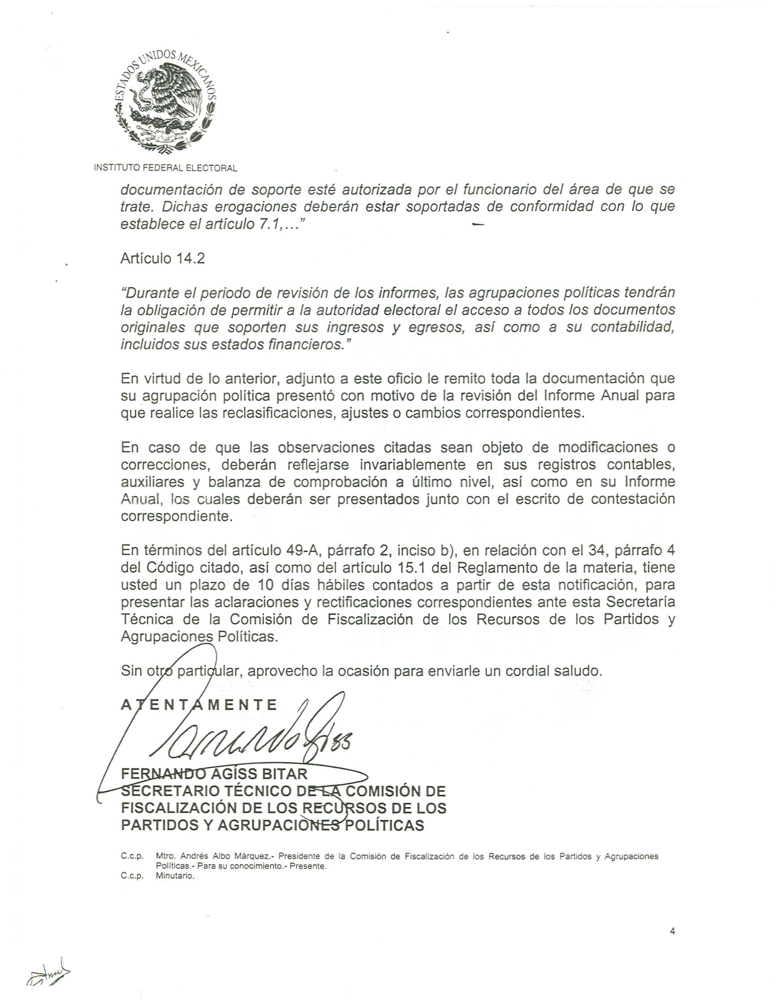 ESTADOS UNIDOS MEXICANOS
INSTITUTO FEDERAL ELECTORAL
documentación de soporte esté autorizada por el funcionario del área de que se
trate. Dichas erogaciones deberán estar soportadas de conformidad con lo que
establece el artículo 7.1,…”
Artículo 14.2
“Durante el periodo de revisión de los informes, las agrupaciones políticas tendrán
la obligación de permitir a la autoridad electoral el acceso a todos los documentos
originales que soporten sus ingresos y egresos, así como a su contabilidad,
incluidos sus estados financieros.”
En virtud de lo anterior, adjunto a este oficio le remito toda la documentación que
su agrupación política presentó con motivo de la revisión del Informe Anual para
que realice las reclasificaciones, ajustes o cambios correspondientes.
En caso de que las observaciones citadas sean objeto de modificaciones o
correcciones, deberán reflejarse invariablemente en sus registros contables,
auxiliares y balanza de comprobación a último nivel, así como en su Informe
Anual, los cuales deberán ser presentados junto con el escrito de contestación
correspondiente.
En términos del artículo 49-A, párrafo 2, inciso b), en relación con el 34, párrafo 4
del Código citado, así como del artículo 15.1 del Reglamento de la materia, tiene
usted un plazo de 10 días hábiles contados a partir de esta notificación, para
presentar las aclaraciones y rectificaciones correspondientes ante esta Secretaría
Técnica de la Comisión de Fiscalización de los Recursos de los Partidos y
Agrupaciones Políticas.
Sin otro particular, aprovecho la ocasión para enviarle un cordial saludo.
A T E N T A M E N T E
FERNANDO AGÍSS BITAR
SECRETARIO TÉCNICO DE LA COMISIÓN DE
FISCALIZACIÓN DE LOS RECURSOS DE LOS
PARTIDOS Y AGRUPACIONES POLÍTICAS
C.c.p. Mtro. Andrés Albo Márquez.- Presidente de la Comisión de Fiscalización de los Recursos de los Partidos y Agrupaciones
Políticas.- Para su conocimiento.- Presente.
C.c.p. Minutario.
4